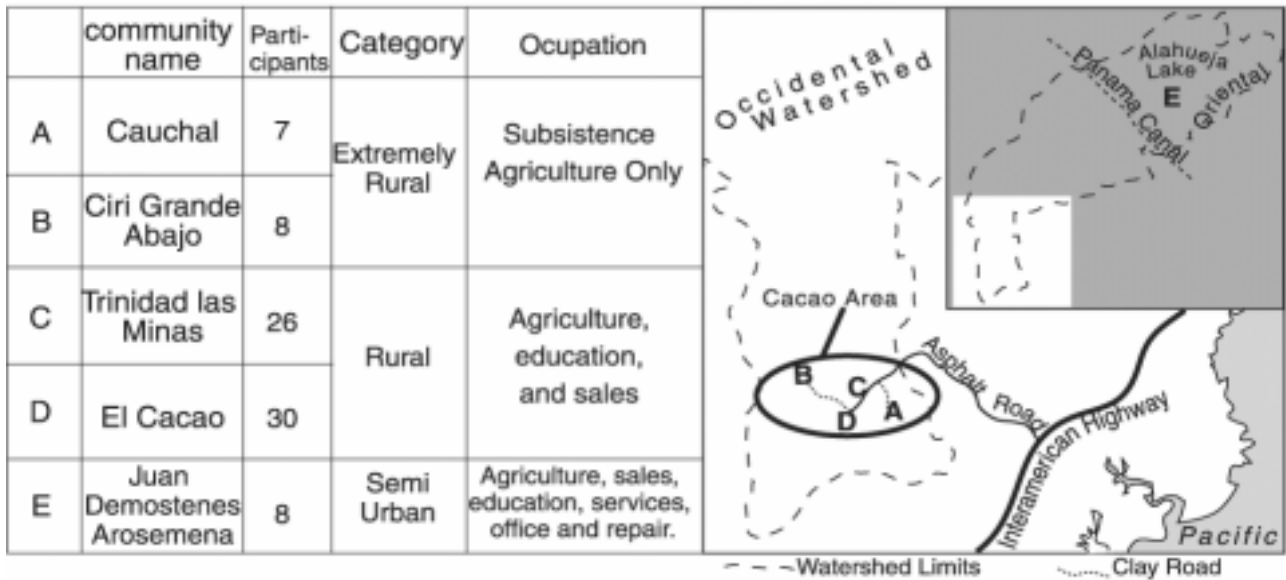 community name
Parti-
cipants
Category
Ocupation
A
Cauchal
7
Extremely
Rural
Subsistence
Agriculture Only
B
Ciri Grande
Abajo
8
C
Trinidad las
Minas
26
Rural
Agriculture,
education,
and sales
D
El Cacao
30
E
Juan
Demostenes
Arosemena
8
Semi
Urban
Agriculture, sales,
education, services,
office and repair.
Occidental
Watershed
Alahueja
Lake
E
Panama Canal
Oriental
Cacao Area
B
C
D
A
Asphalt Road
Interamerican Highway
Pacific
Watershed Limits
Clay Road